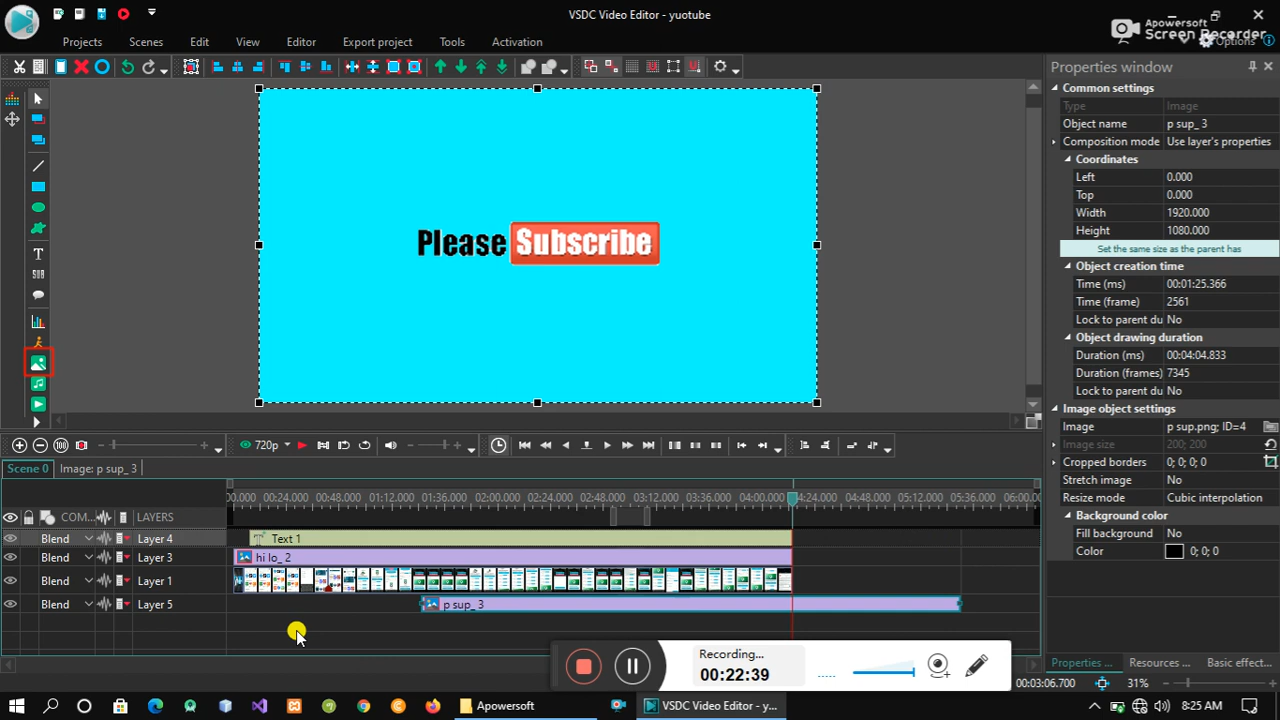 VSDC Video Editor - yuotube
Apowersoft
Screen Recorder
Projects Scenes Edit View Editor Export project Tools Activation
Options
Properties window
Common settings
Type Image
Object name p sup_ 3
Composition mode Use layer's properties
Coordinates
Left 0.000
Top 0.000
Width 1920.000
Height 1080.000
Set the same size as the parent has
Object creation time
Time (ms) 00:01:25.366
Time (frame) 2561
Lock to parent du No
Object drawing duration
Duration (ms) 00:04:04.833
Duration (frames) 7345
Lock to parent du No
Image object settings
Image p sup.png; ID=4
Image size 200; 200
Cropped borders 0; 0; 0; 0
Stretch image No
Resize mode Cubic interpolation
Background color
Fill background No
Color 0; 0; 0
Please Subscribe
T
SUB
720p
Scene 0 Image: p sup_ 3
00.000 00:24.000 00:48.000 01:12.000 01:36.000 02:00.000 02:24.000 02:48.000 03:12.000 03:36.000 04:00.000 04:24.000 04:48.000 05:12.000 05:36.000 06:00.000
COM... LAYERS
Blend Layer 4 T Text 1
Blend Layer 3 hi lo_ 2
Blend Layer 1
Blend Layer 5 p sup_ 3
Recording...
00:22:39
Properties ... Resources ... Basic effect...
00:03:06.700 31%
Apowersoft
VSDC Video Editor - y...
8:25 AM